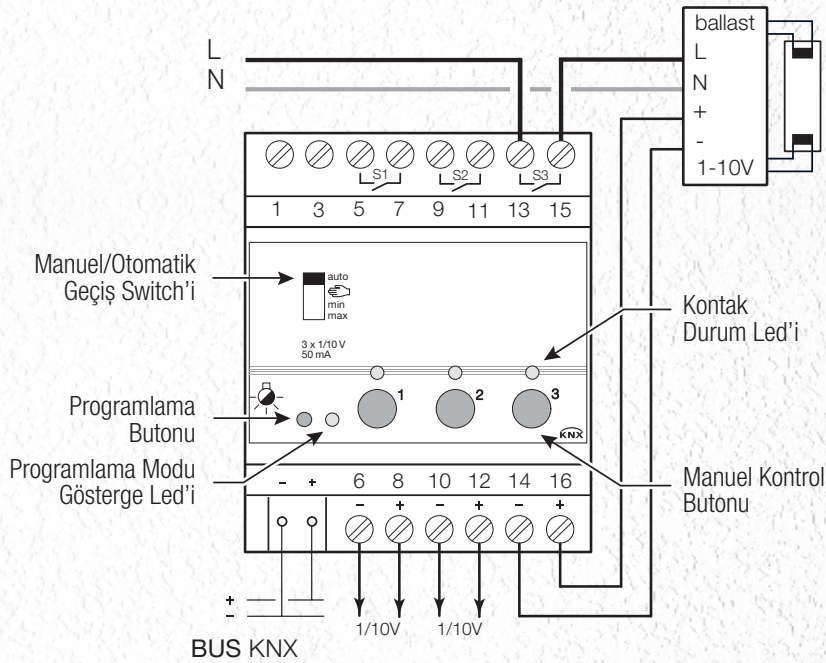 ballast
L
L
N
N
+
-
1-10V
S1
S2
S3
1 3 5 7 9 11 13 15
Manuel/Otomatik
Geçiş Switch'i
auto
min
max
3 x 1/10 V
50 mA
Kontak
Durum Led'i
1 2 3
KNX
Programlama
Butonu
Programlama Modu
Gösterge Led'i
Manuel Kontrol
Butonu
- + 6 8 10 12 14 16
- + - + - +
+
-
1/10V 1/10V
BUS KNX